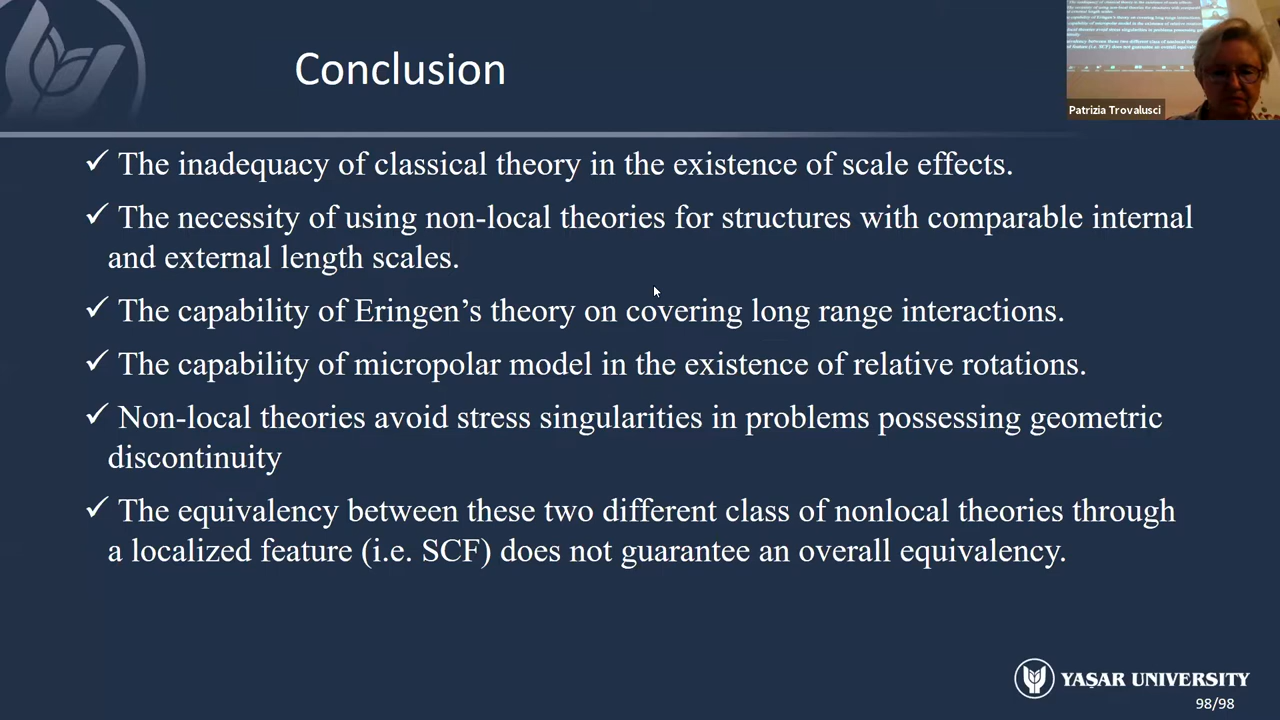 Conclusion
Patrizia Trovalusci
✓ The inadequacy of classical theory in the existence of scale effects.
✓ The necessity of using non-local theories for structures with comparable internal
and external length scales.
✓ The capability of Eringen’s theory on covering long range interactions.
✓ The capability of micropolar model in the existence of relative rotations.
✓ Non-local theories avoid stress singularities in problems possessing geometric
discontinuity
✓ The equivalency between these two different class of nonlocal theories through
a localized feature (i.e. SCF) does not guarantee an overall equivalency.
YAŞAR UNIVERSITY
98/98